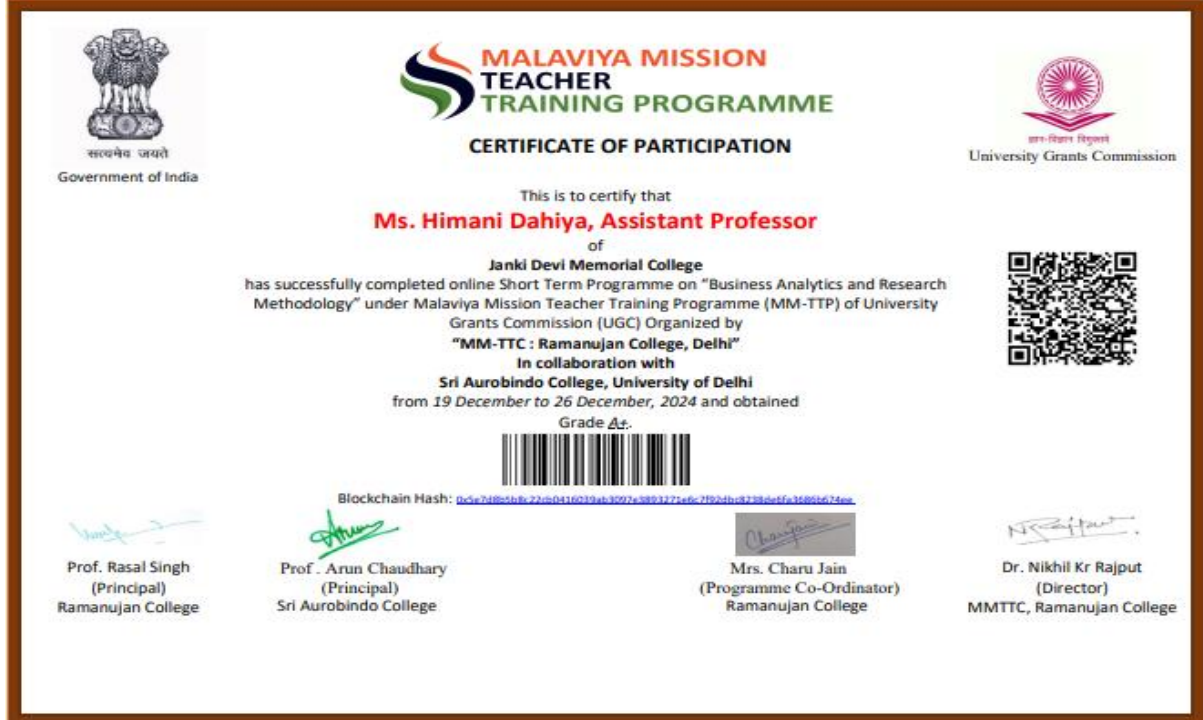 MALAVIYA MISSION
TEACHER
TRAINING PROGRAMME
CERTIFICATE OF PARTICIPATION
सत्यमेव जयते
Government of India
ज्ञान-विज्ञान विमुक्तये
University Grants Commission
This is to certify that
Ms. Himani Dahiya, Assistant Professor
of
Janki Devi Memorial College
has successfully completed online Short Term Programme on "Business Analytics and Research
Methodology" under Malaviya Mission Teacher Training Programme (MM-TTP) of University
Grants Commission (UGC) Organized by
"MM-TTC : Ramanujan College, Delhi"
In collaboration with
Sri Aurobindo College, University of Delhi
from 19 December to 26 December, 2024 and obtained
Grade A+.
Blockchain Hash:
Prof. Rasal Singh
(Principal)
Ramanujan College
Prof . Arun Chaudhary
(Principal)
Sri Aurobindo College
Charu Jain
Mrs. Charu Jain
(Programme Co-Ordinator)
Ramanujan College
N Rajput
Dr. Nikhil Kr Rajput
(Director)
MMTTC, Ramanujan College